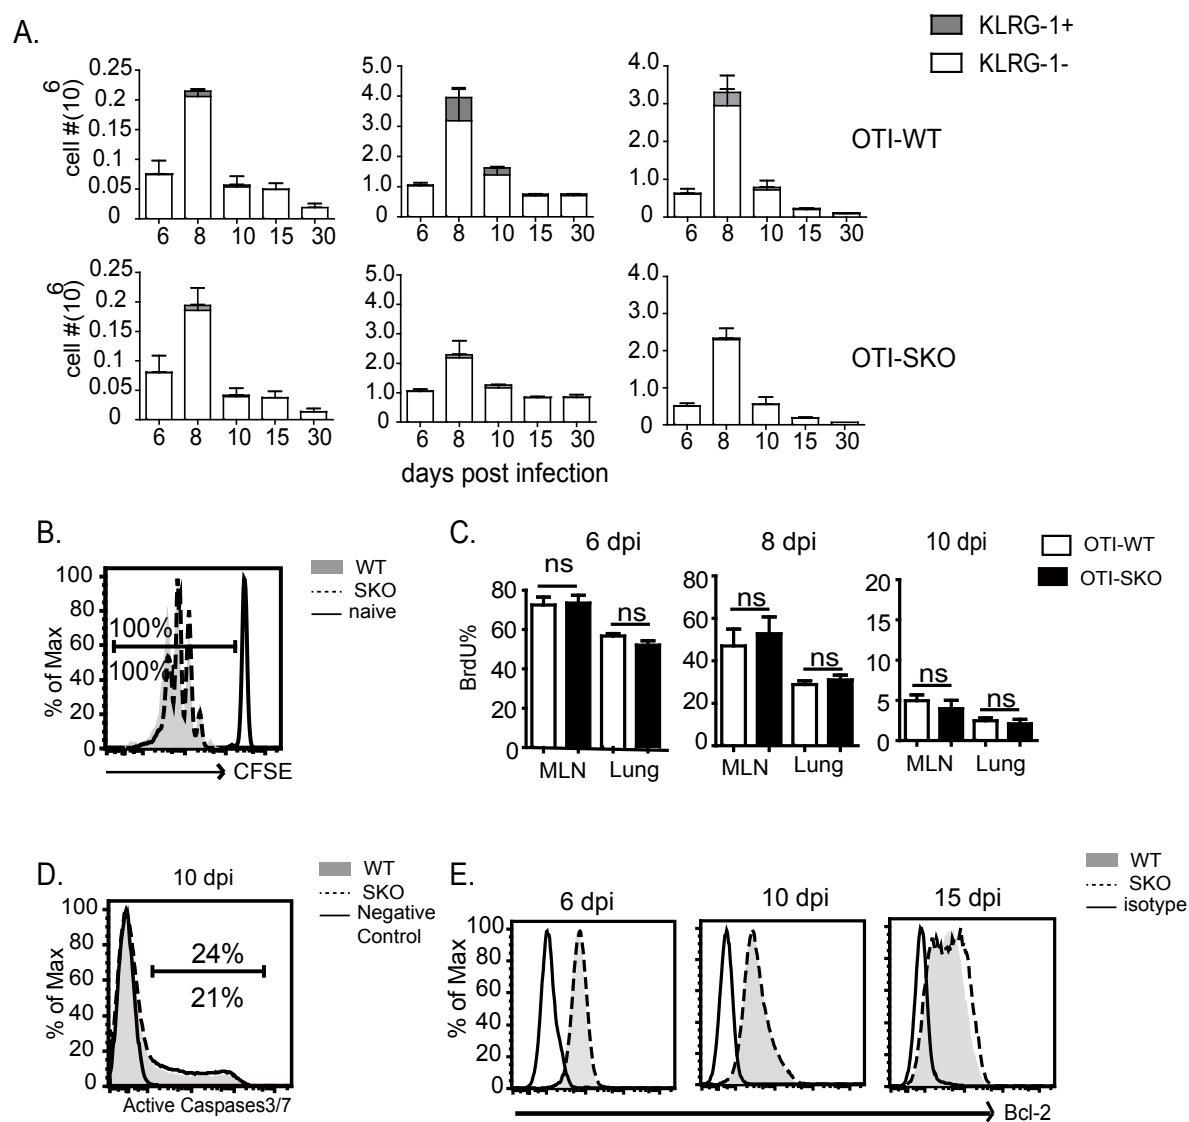 A.
KLRG-1+
KLRG-1-
cell #(10)6
0.25
0.2
0.15
0.1
0.05
0
6 8 10 15 30
5.0
4.0
3.0
2.0
1.0
0
6 8 10 15 30
4.0
3.0
2.0
1.0
0
6 8 10 15 30
OTI-WT
cell #(10)6
0.25
0.2
0.15
0.1
0.05
0
6 8 10 15 30
5.0
4.0
3.0
2.0
1.0
0
6 8 10 15 30
4.0
3.0
2.0
1.0
0
6 8 10 15 30
OTI-SKO
days post infection
B.
% of Max
100
80
60
40
20
0
100%
100%
CFSE
WT
SKO
naive
C.
6 dpi
BrdU%
80
60
40
20
0
ns
ns
MLN Lung
8 dpi
80
60
40
20
0
ns
ns
MLN Lung
10 dpi
20
15
10
5
0
ns
ns
MLN Lung
OTI-WT
OTI-SKO
D.
10 dpi
% of Max
100
80
60
40
20
0
24%
21%
Active Caspases3/7
WT
SKO
Negative
Control
E.
6 dpi
10 dpi
15 dpi
% of Max
100
80
60
40
20
0
Bcl-2
WT
SKO
isotype